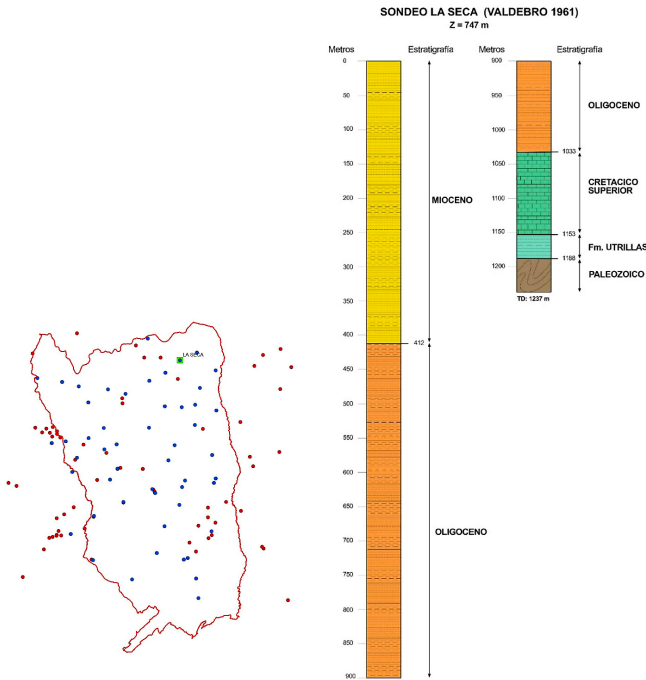 SONDEO LA SECA (VALDEBRO 1961)
Z = 747 m
Metros
Estratigrafía
0
50
100
150
200
250
300
350
400
450
500
550
600
650
700
750
800
850
900
MIOCENO
412
OLIGOCENO
Metros
Estratigrafía
900
950
1000
1050
1100
1150
1200
OLIGOCENO
1033
CRETACICO
SUPERIOR
1153
Fm. UTRILLAS
1188
PALEOZOICO
TD: 1237 m
LA SECA